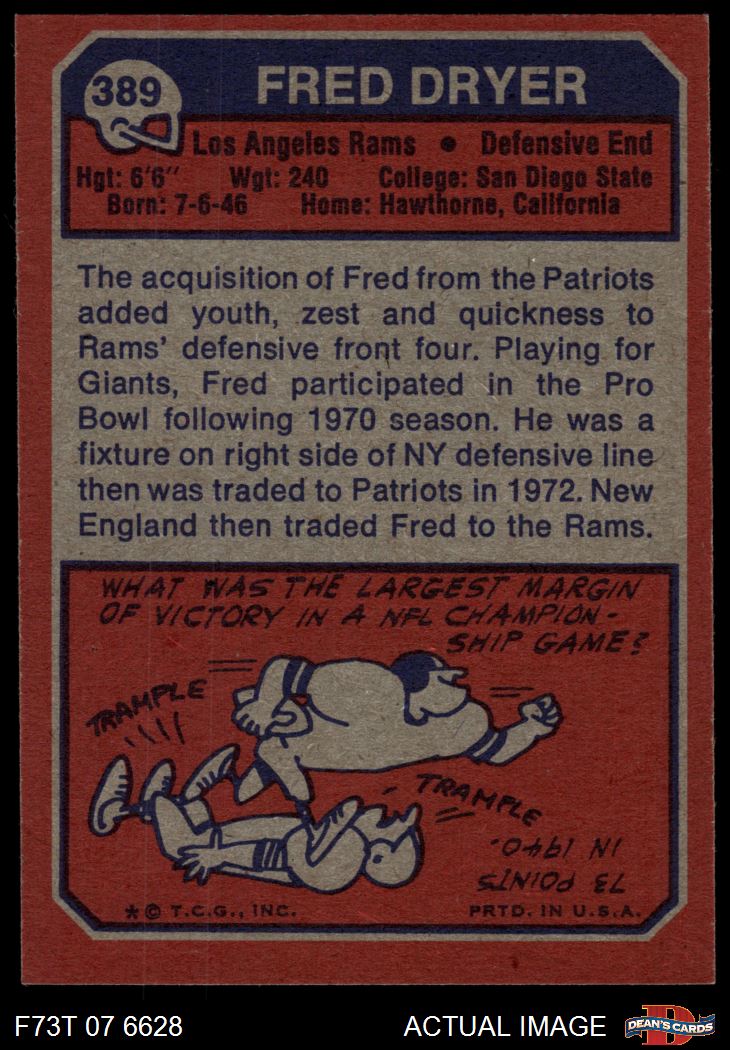 389
FRED DRYER
Los Angeles Rams • Defensive End
Hgt: 6'6" Wgt: 240 College: San Diego State
Born: 7-6-46 Home: Hawthorne, California
The acquisition of Fred from the Patriots
added youth, zest and quickness to
Rams' defensive front four. Playing for
Giants, Fred participated in the Pro
Bowl following 1970 season. He was a
fixture on right side of NY defensive line
then was traded to Patriots in 1972. New
England then traded Fred to the Rams.
WHAT WAS THE LARGEST MARGIN
OF VICTORY IN A NFL CHAMPION-
SHIP GAME?
TRAMPLE
TRAMPLE
73 POINTS
IN 1940.
* © T.C.G., INC. PRTD. IN U.S.A.
F73T 07 6628 ACTUAL IMAGE
D
DEAN'S CARDS